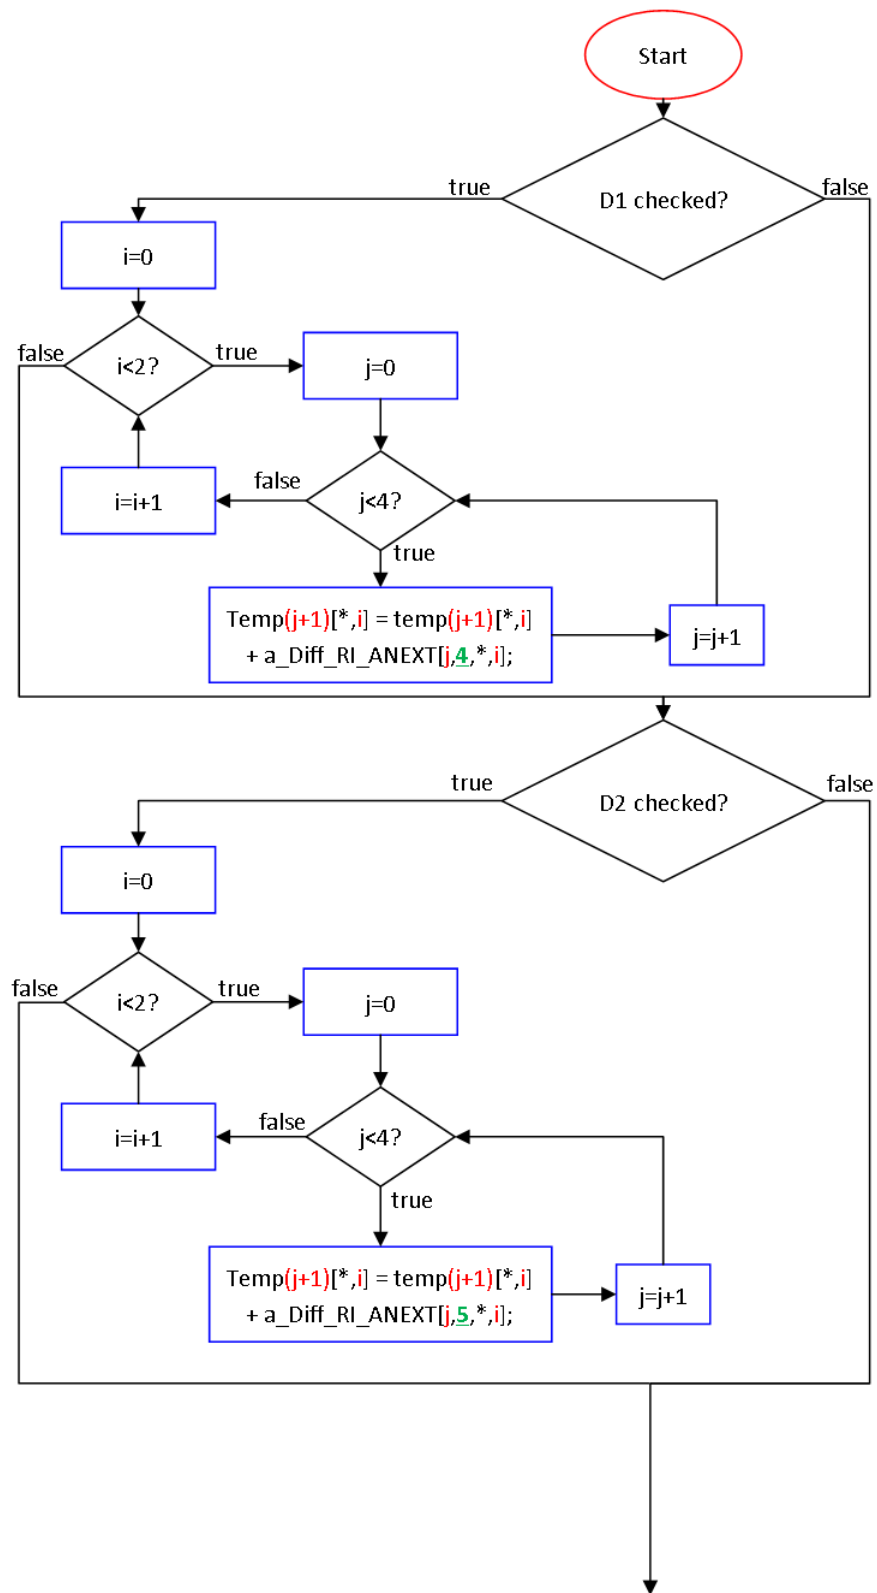 Start
D1 checked?
true
false
i=0
i<2?
false
true
j=0
j<4?
false
true
i=i+1
Temp(j+1)[*,i] = temp(j+1)[*,i]
+ a_Diff_RI_ANEXT[j,4,*,i];
j=j+1
D2 checked?
true
false
i=0
i<2?
false
true
j=0
j<4?
false
true
i=i+1
Temp(j+1)[*,i] = temp(j+1)[*,i]
+ a_Diff_RI_ANEXT[j,5,*,i];
j=j+1